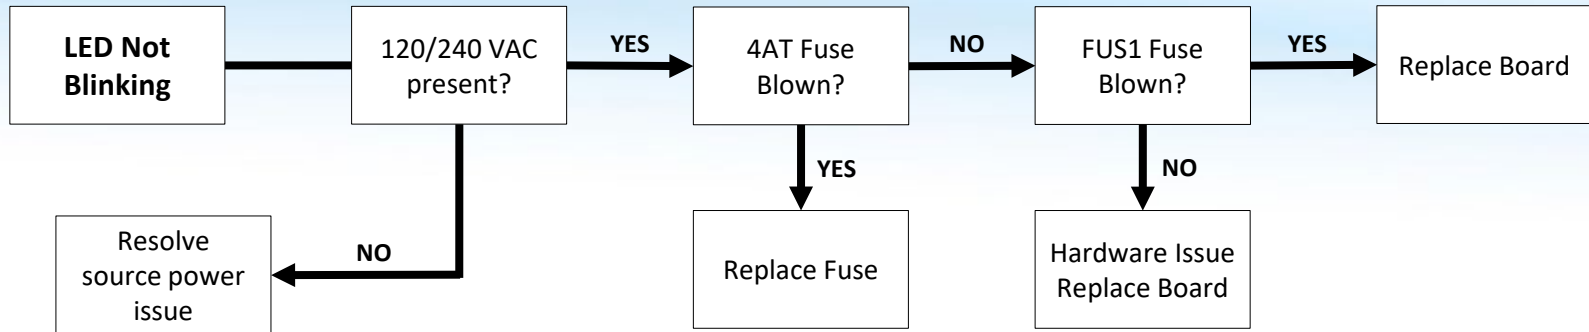 LED Not
Blinking
120/240 VAC
present?
YES
4AT Fuse
Blown?
NO
FUS1 Fuse
Blown?
YES
Replace Board
NO
Resolve
source power
issue
YES
Replace Fuse
NO
Hardware Issue
Replace Board